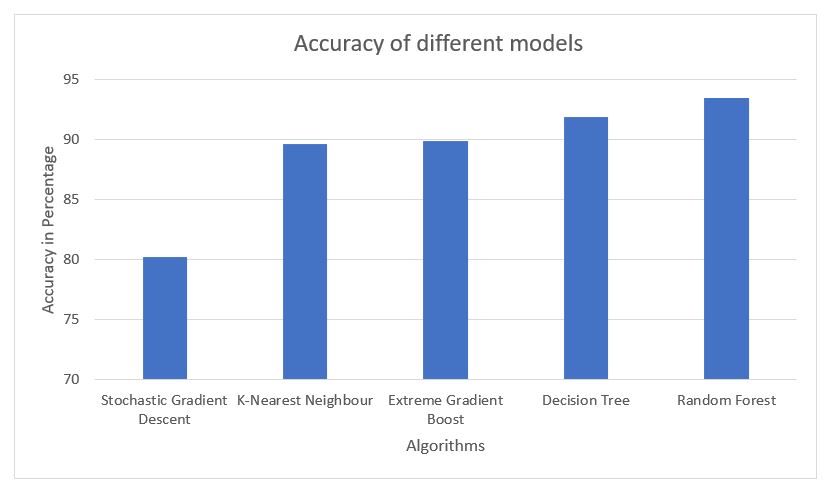 Accuracy of different models
95
90
85
80
75
70
Accuracy in Percentage
Stochastic Gradient
Descent
K-Nearest Neighbour
Extreme Gradient
Boost
Decision Tree
Random Forest
Algorithms